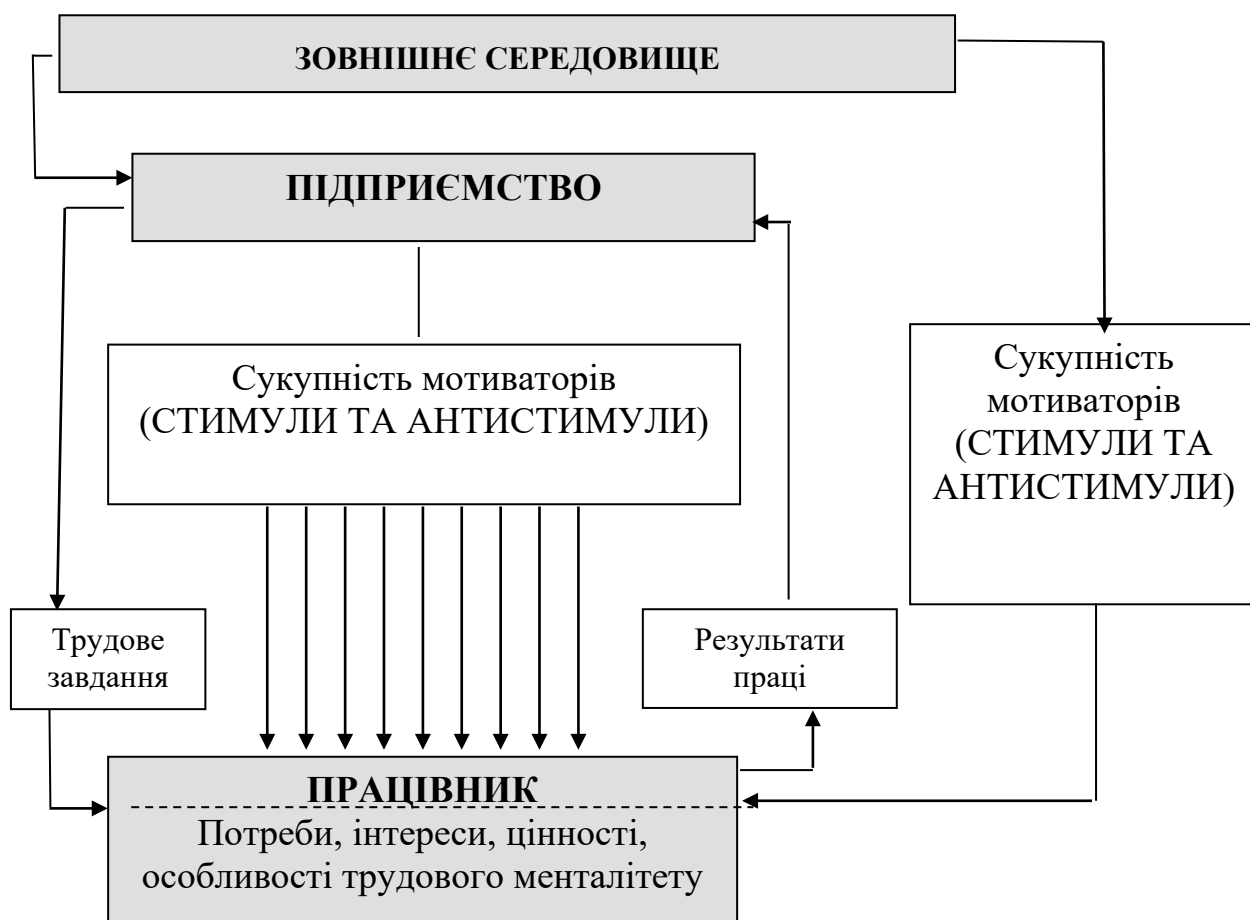 ЗОВНІШНЄ СЕРЕДОВИЩЕ
ПІДПРИЄМСТВО
Сукупність мотиваторів
(СТИМУЛИ ТА АНТИСТИМУЛИ)
Сукупність
мотиваторів
(СТИМУЛИ ТА
АНТИСТИМУЛИ)
Трудове
завдання
Результати
праці
ПРАЦІВНИК
Потреби, інтереси, цінності,
особливості трудового менталітету